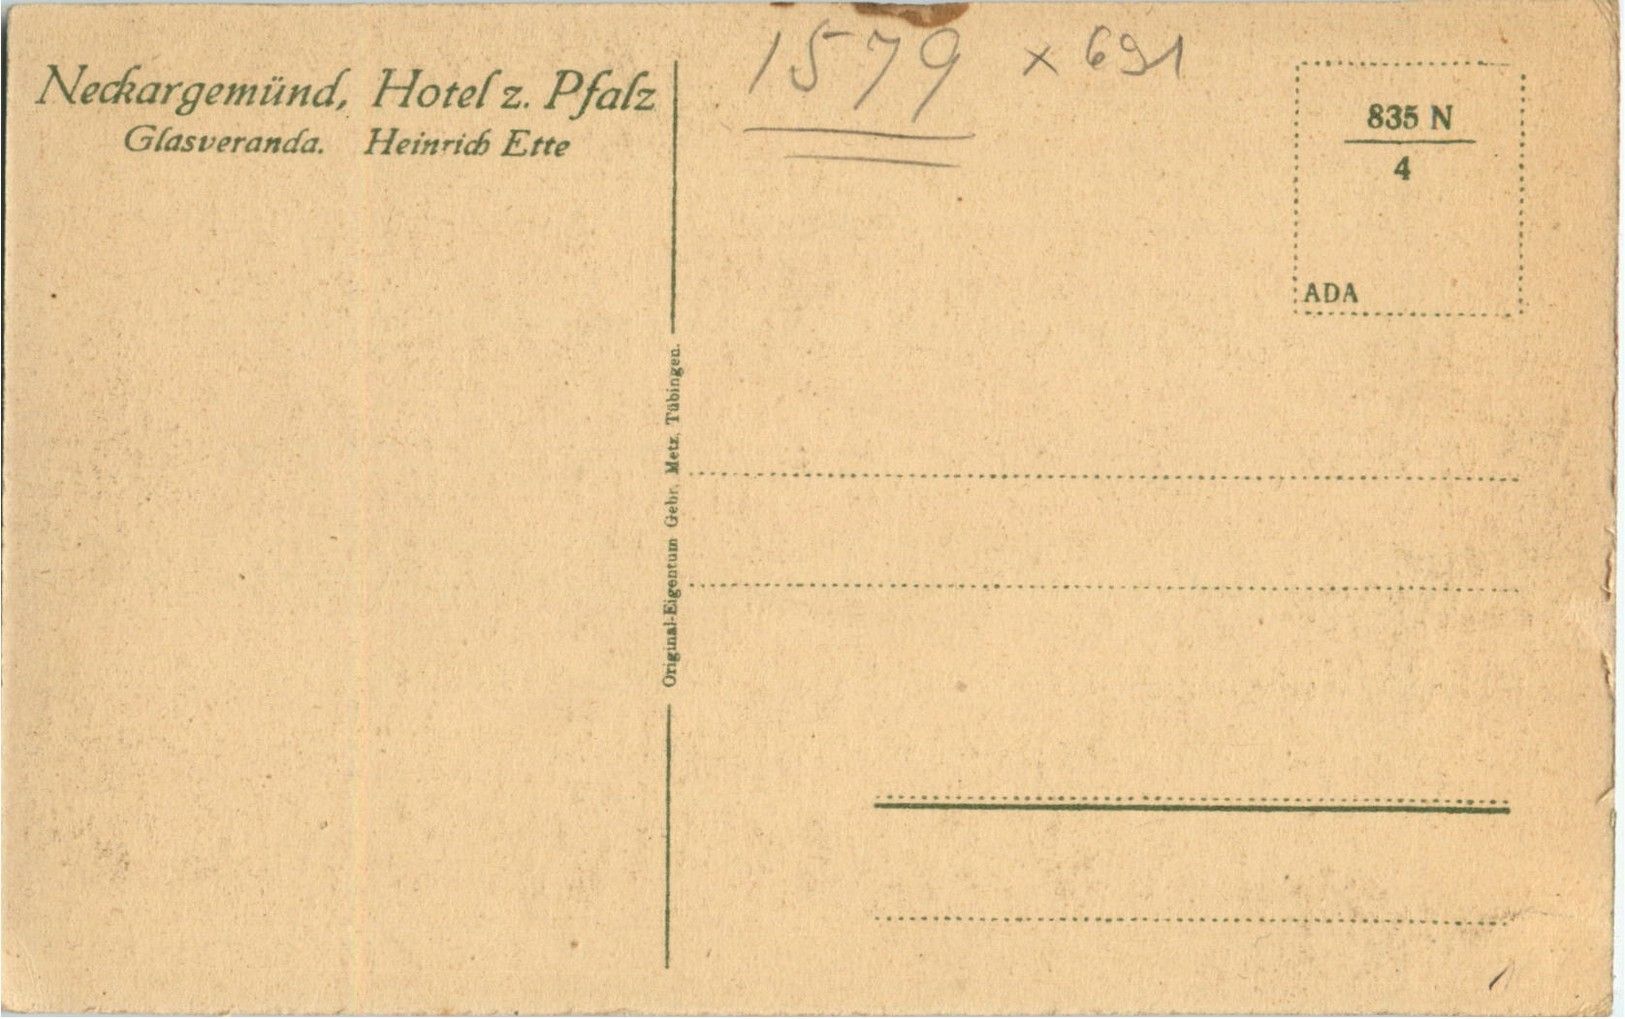 Neckargemünd, Hotel z. Pfalz
Glasveranda. Heinrich Ette
1579 x 691
835 N
4
ADA
Original-Eigentum Gebr. Metz, Tübingen.